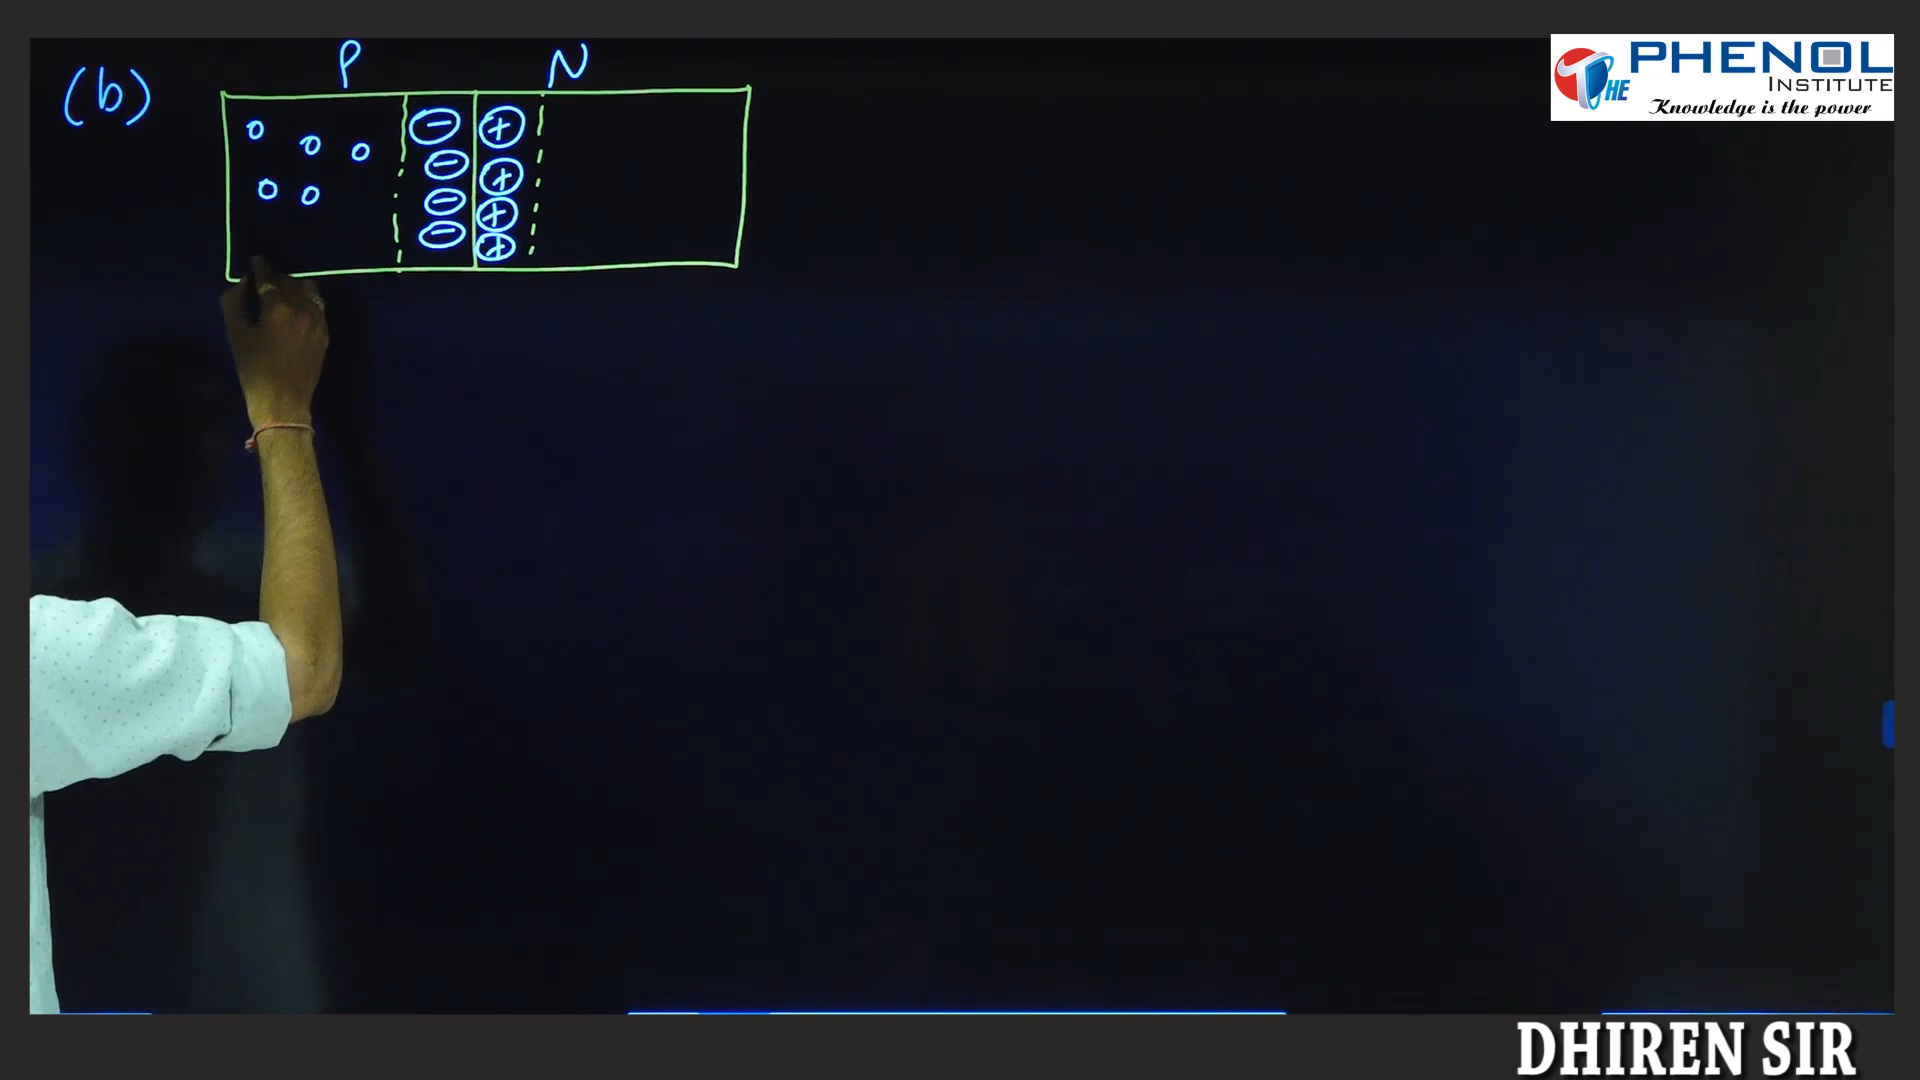 (b)
P N
− +
− +
− +
− +
THE PHENOL
INSTITUTE
Knowledge is the power
DHIREN SIR